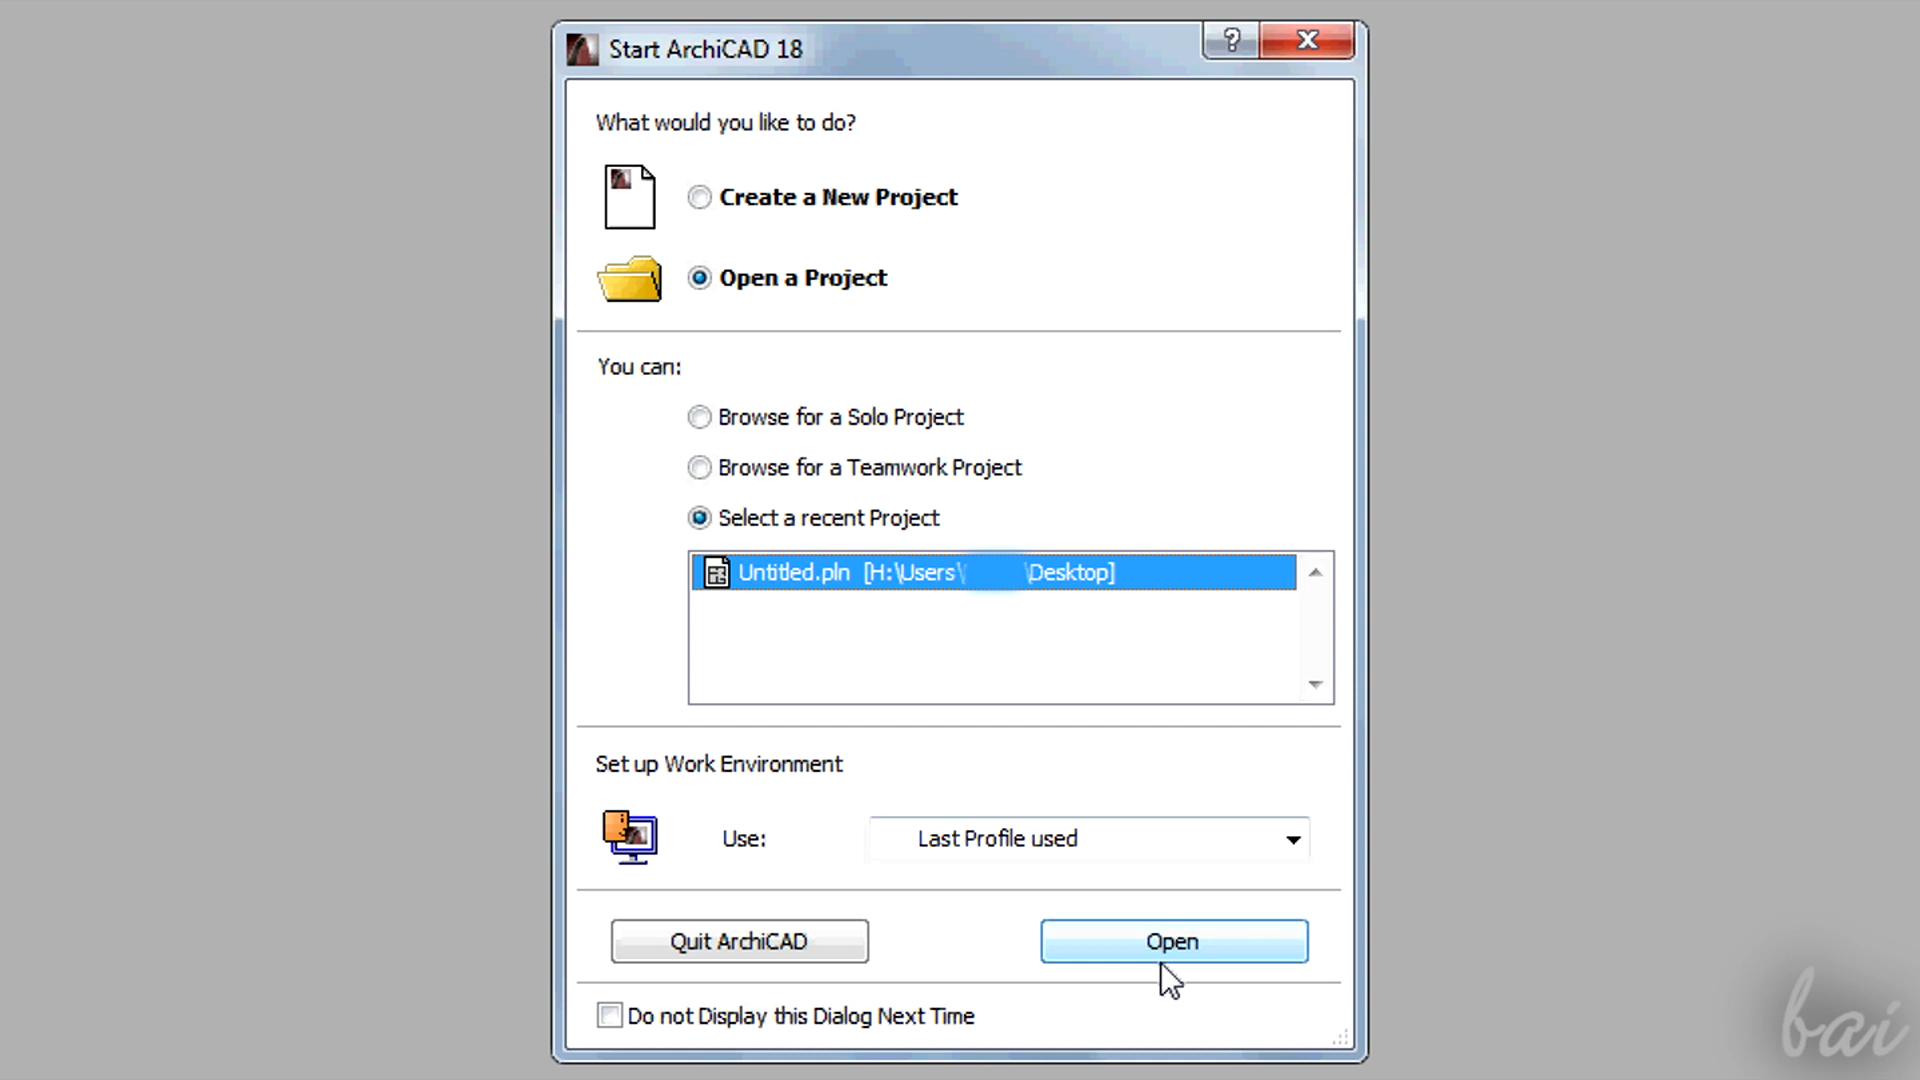 Start ArchiCAD 18
What would you like to do?
Create a New Project
Open a Project
You can:
Browse for a Solo Project
Browse for a Teamwork Project
Select a recent Project
Untitled.pln [H:\Users\ \Desktop]
Set up Work Environment
Use: Last Profile used
Quit ArchiCAD Open
Do not Display this Dialog Next Time
bai